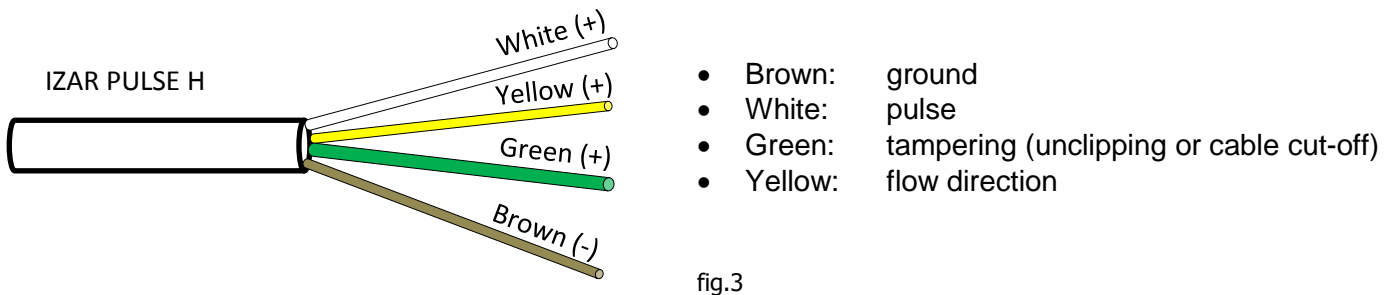 IZAR PULSE H
White (+)
Yellow (+)
Green (+)
Brown (-)
• Brown: ground
• White: pulse
• Green: tampering (unclipping or cable cut-off)
• Yellow: flow direction
fig.3